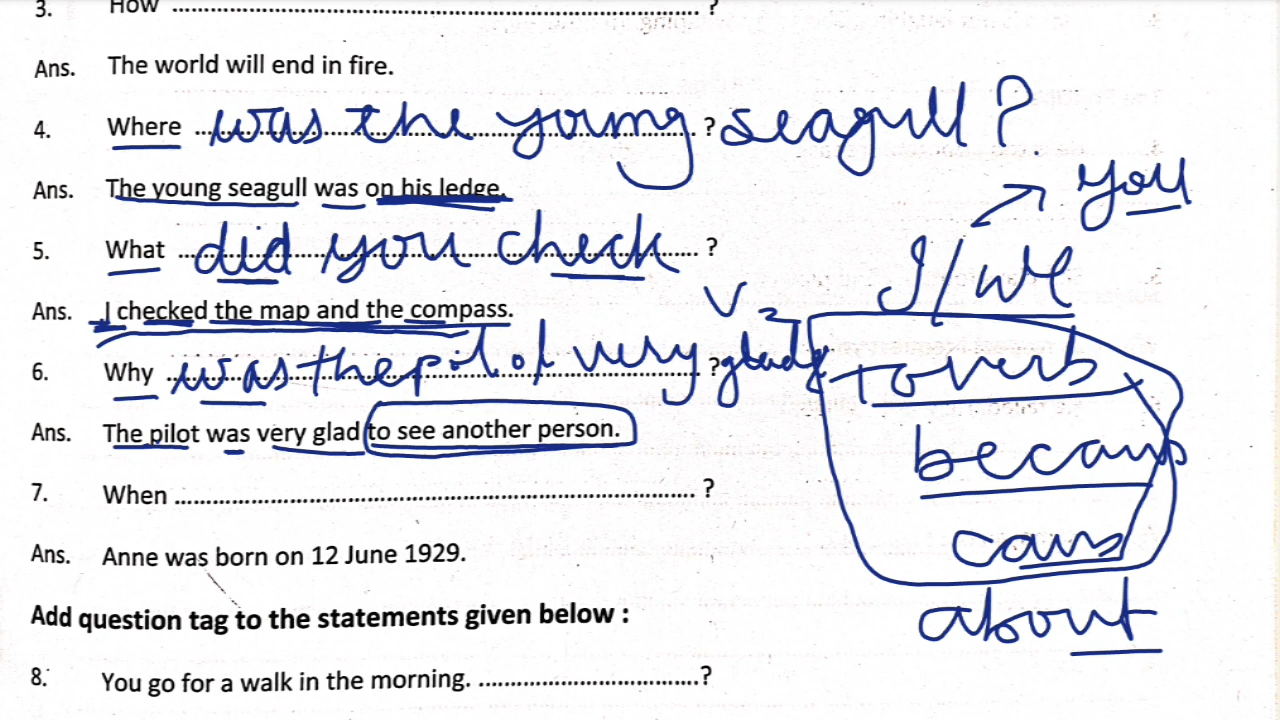 3. How ..........................................................................................?
Ans. The world will end in fire.
4. Where was the young ? seagull?
you
Ans. The young seagull was on his ledge.
5. What did you check ?
I/we
Ans. I checked the map and the compass.
6. Why was the pilot very ? glad
to verb
Ans. The pilot was very glad to see another person.
caus
7. When ..........................................................................................?
Ans. Anne was born on 12 June 1929.
about
Add question tag to the statements given below :
8. You go for a walk in the morning. .......................................?